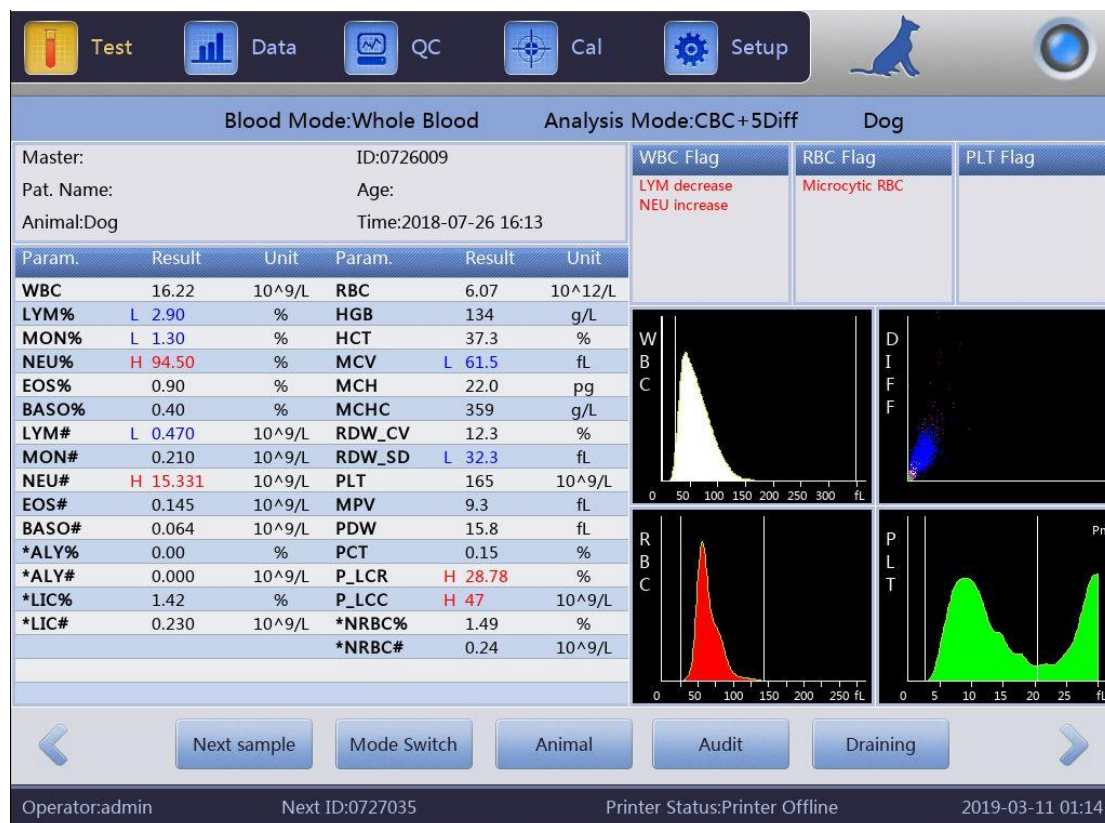 Test Data QC Cal Setup
Blood Mode:Whole Blood Analysis Mode:CBC+5Diff Dog
Master: ID:0726009
Pat. Name: Age:
Animal:Dog Time:2018-07-26 16:13
WBC Flag RBC Flag PLT Flag
LYM decrease Microcytic RBC
NEU increase
Param. Result Unit Param. Result Unit
WBC 16.22 10^9/L RBC 6.07 10^12/L
LYM% L 2.90 % HGB 134 g/L
MON% L 1.30 % HCT 37.3 %
NEU% H 94.50 % MCV L 61.5 fL
EOS% 0.90 % MCH 22.0 pg
BASO% 0.40 % MCHC 359 g/L
LYM# L 0.470 10^9/L RDW_CV 12.3 %
MON# 0.210 10^9/L RDW_SD L 32.3 fL
NEU# H 15.331 10^9/L PLT 165 10^9/L
EOS# 0.145 10^9/L MPV 9.3 fL
BASO# 0.064 10^9/L PDW 15.8 fL
*ALY% 0.00 % PCT 0.15 %
*ALY# 0.000 10^9/L P_LCR H 28.78 %
*LIC% 1.42 % P_LCC H 47 10^9/L
*LIC# 0.230 10^9/L *NRBC% 1.49 %
*NRBC# 0.24 10^9/L
WBC
0 50 100 150 200 250 300 fL
DIFF
RBC
0 50 100 150 200 250 fL
PLT
0 5 10 15 20 25
Next sample Mode Switch Animal Audit Draining
Operator:admin Next ID:0727035 Printer Status:Printer Offline 2019-03-11 01:14